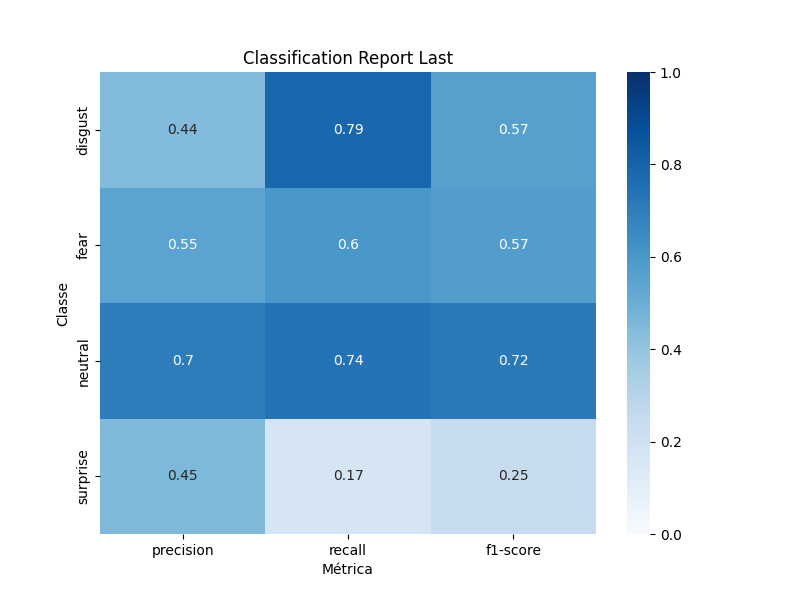 Classification Report Last
Classe
disgust 0.44 0.79 0.57
fear 0.55 0.6 0.57
neutral 0.7 0.74 0.72
surprise 0.45 0.17 0.25
precision recall f1-score
Métrica
1.0
0.8
0.6
0.4
0.2
0.0